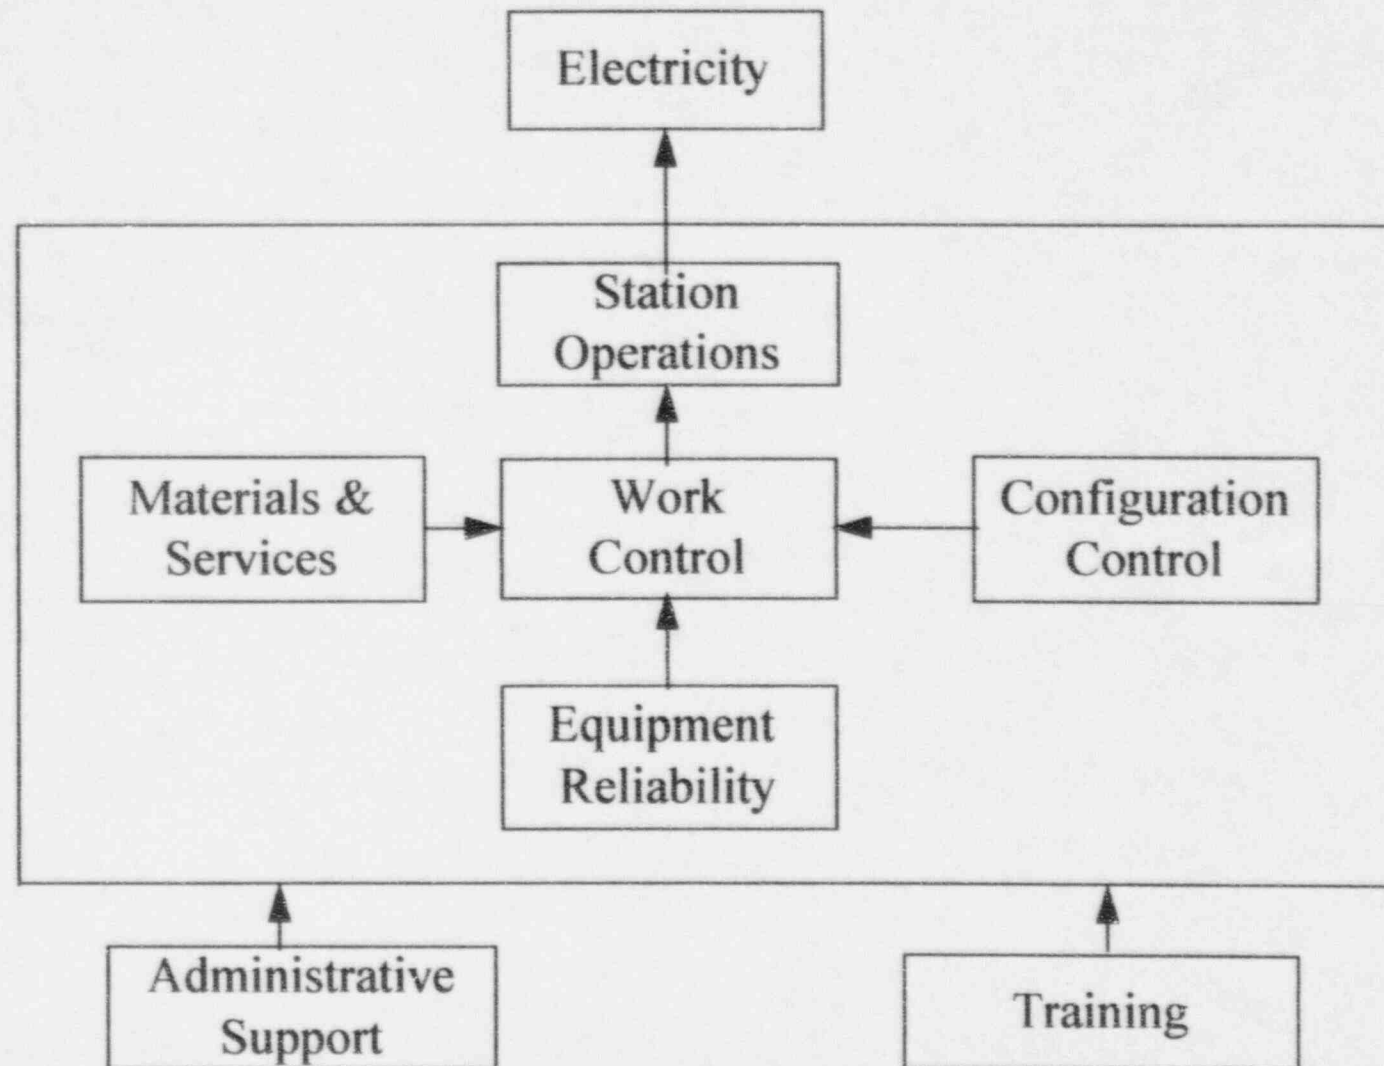 Electricity
Station
Operations
Materials &
Services
Work
Control
Configuration
Control
Equipment
Reliability
Administrative
Support
Training